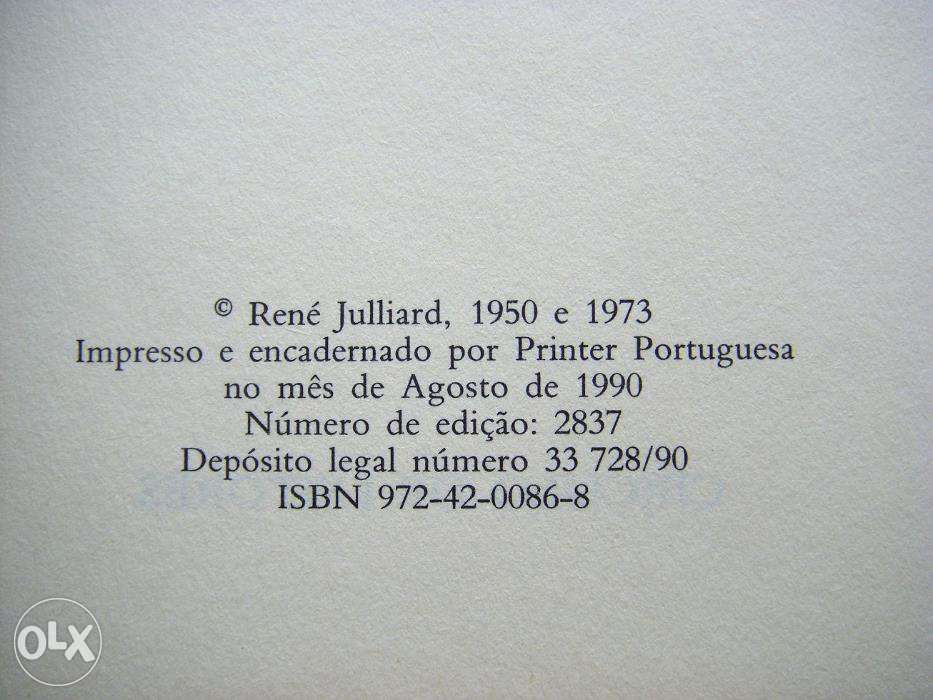 © René Julliard, 1950 e 1973
Impresso e encadernado por Printer Portuguesa
no mês de Agosto de 1990
Número de edição: 2837
Depósito legal número 33 728/90
ISBN 972-42-0086-8
OLX